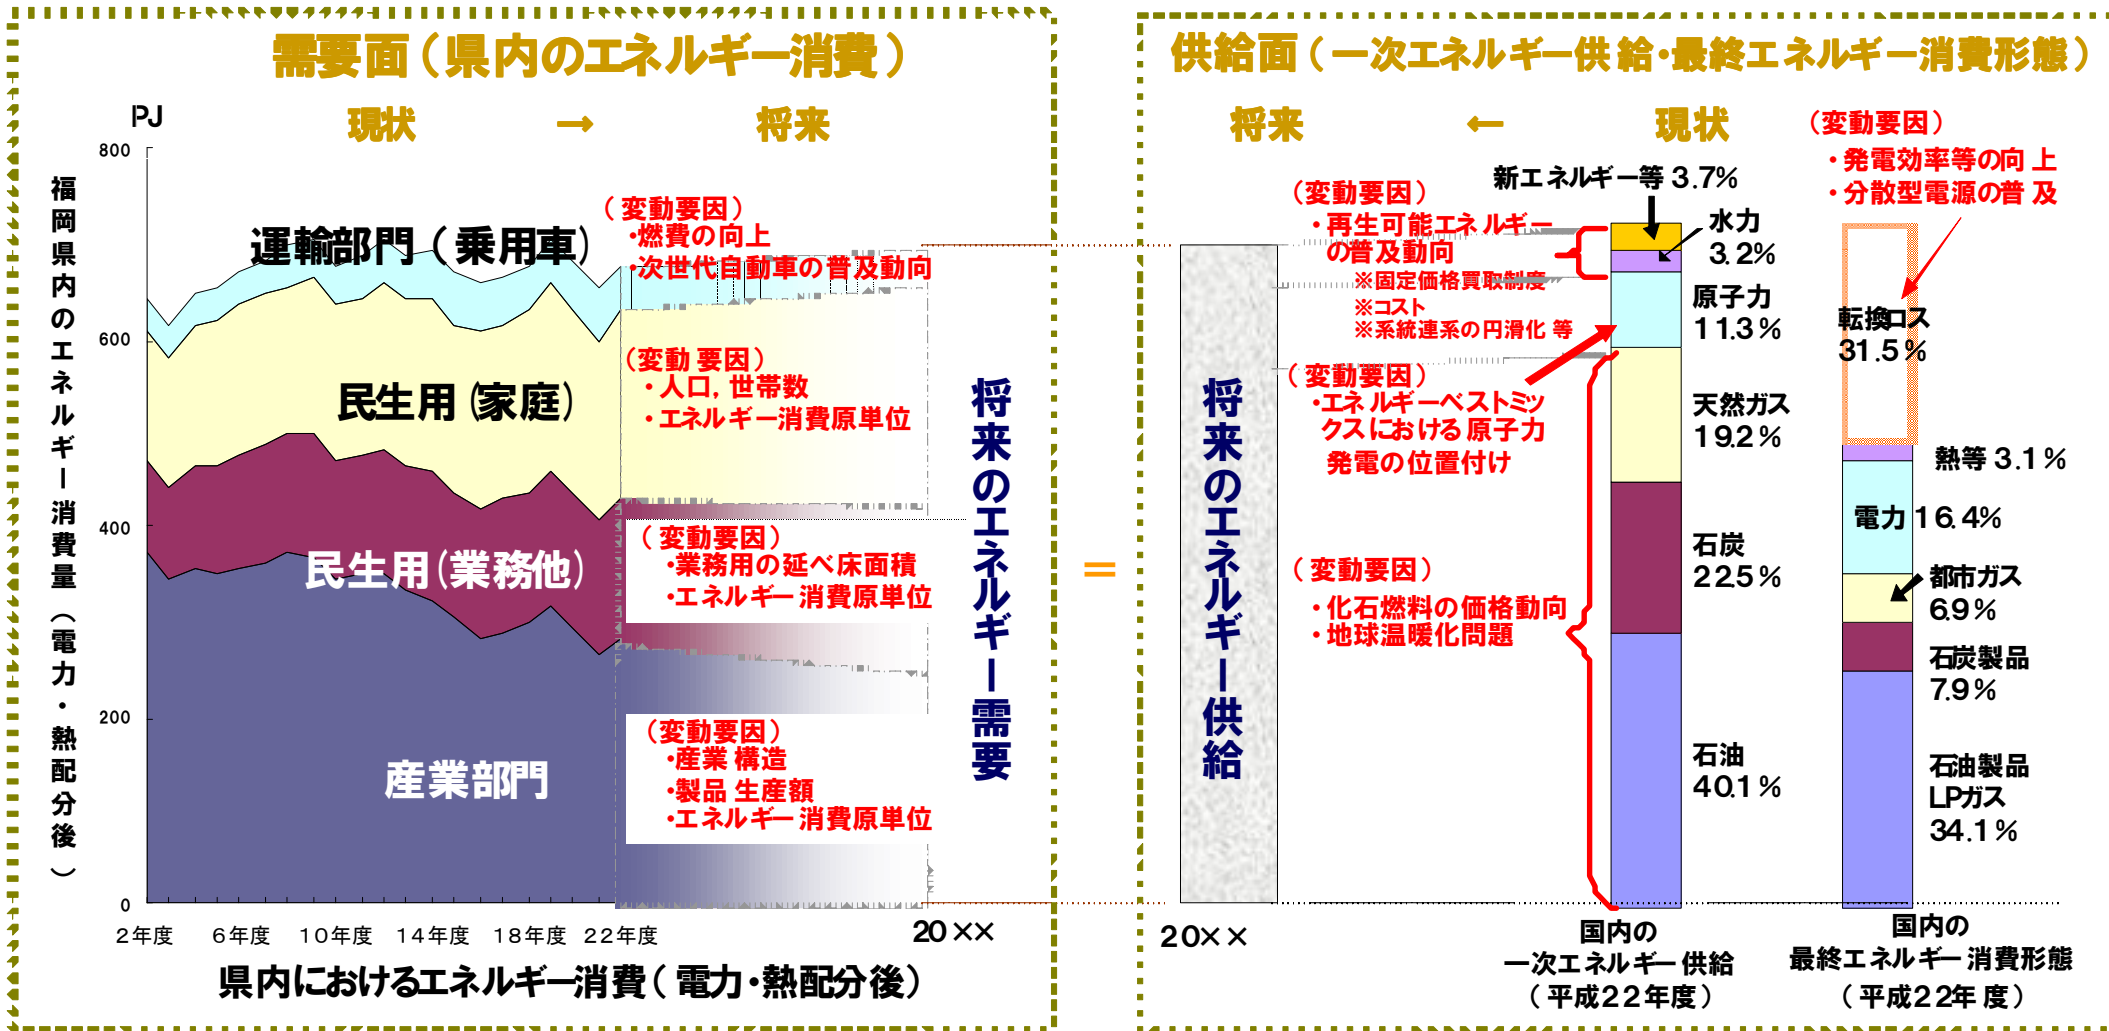 需要面（県内のエネルギー消費）
現状 → 将来
PJ
800
600
400
200
0
福岡県内のエネルギー消費量（電力・熱配分後）
運輸部門（乗用車）
（変動要因）
・燃費の向上
・次世代自動車の普及動向
民生用（家庭）
（変動要因）
・人口，世帯数
・エネルギー消費原単位
民生用（業務他）
（変動要因）
・業務用の延べ床面積
・エネルギー消費原単位
産業部門
（変動要因）
・産業構造
・製品生産額
・エネルギー消費原単位
将来のエネルギー需要
2年度 6年度 10年度 14年度 18年度 22年度 20××
県内におけるエネルギー消費（電力・熱配分後）
＝
供給面（一次エネルギー供給・最終エネルギー消費形態）
将来 ← 現状
将来のエネルギー供給
20××
（変動要因）
・再生可能エネルギー
の普及動向
※固定価格買取制度
※コスト
※系統連系の円滑化 等
（変動要因）
・エネルギーベストミッ
クスにおける原子力
発電の位置付け
（変動要因）
・化石燃料の価格動向
・地球温暖化問題
新エネルギー等 3.7%
水力
3.2%
原子力
11.3%
天然ガス
19.2%
石炭
22.5%
石油
40.1%
国内の
一次エネルギー供給
（平成22年度）
（変動要因）
・発電効率等の向上
・分散型電源の普及
転換ロス
31.5%
熱等 3.1%
電力 16.4%
都市ガス
6.9%
石炭製品
7.9%
石油製品
LPガス
34.1%
国内の
最終エネルギー消費形態
（平成22年度）